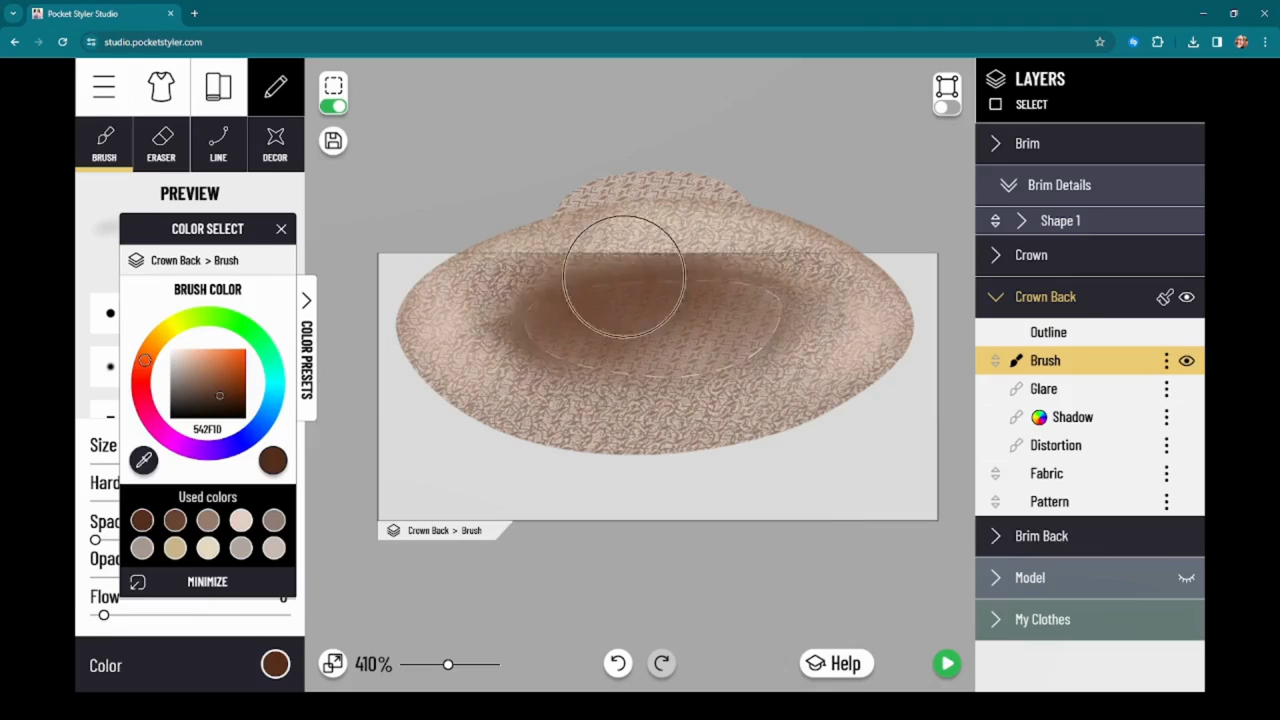 Pocket Styler Studio
studio.pocketstyler.com
BRUSH
ERASER
LINE
DECOR
PREVIEW
COLOR SELECT
Crown Back > Brush
BRUSH COLOR
542F1D
COLOR PRESETS
Used colors
MINIMIZE
Size
Hard
Spac
Opac
Flow
Color
Crown Back > Brush
410%
Help
LAYERS
SELECT
Brim
Brim Details
Shape 1
Crown
Crown Back
Outline
Brush
Glare
Shadow
Distortion
Fabric
Pattern
Brim Back
Model
My Clothes